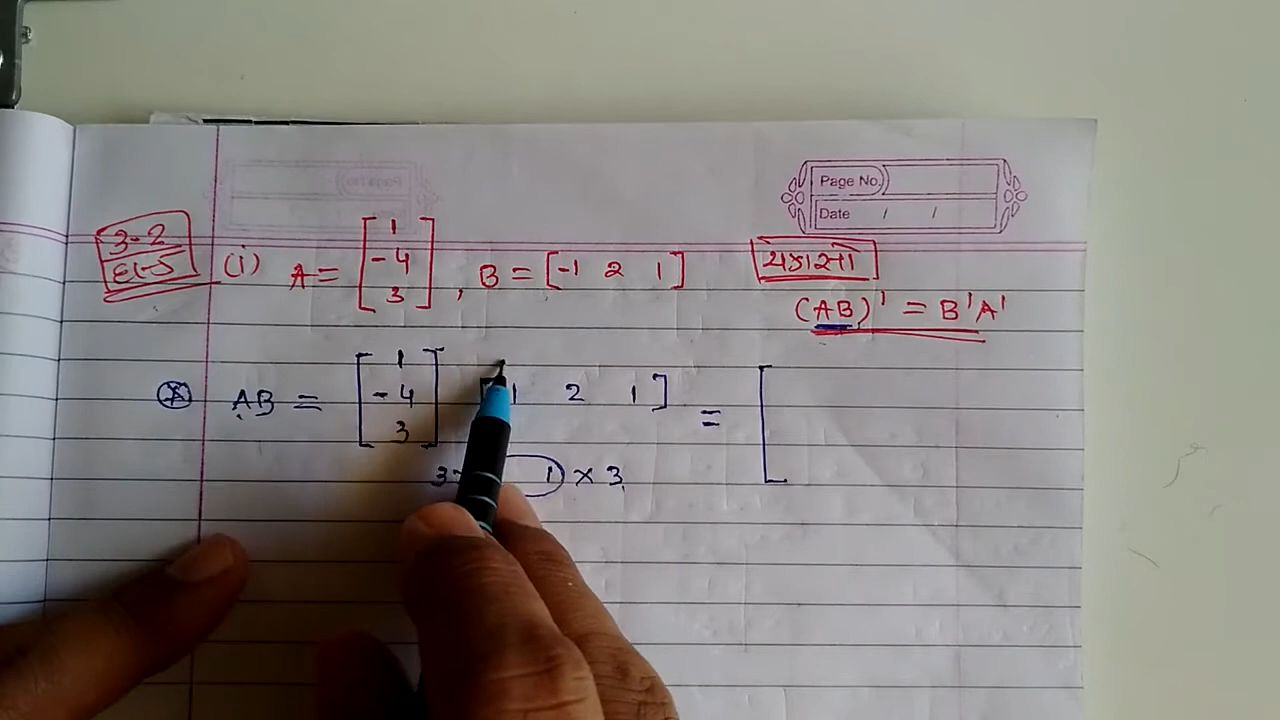 Page No.
Date / /
3-2
Ex-5
(i) A = [1 -4 3], B = [-1 2 1]
(AB)' = B'A'
AB = [1 -4 3] [1 2 1] = [
3 1 × 3